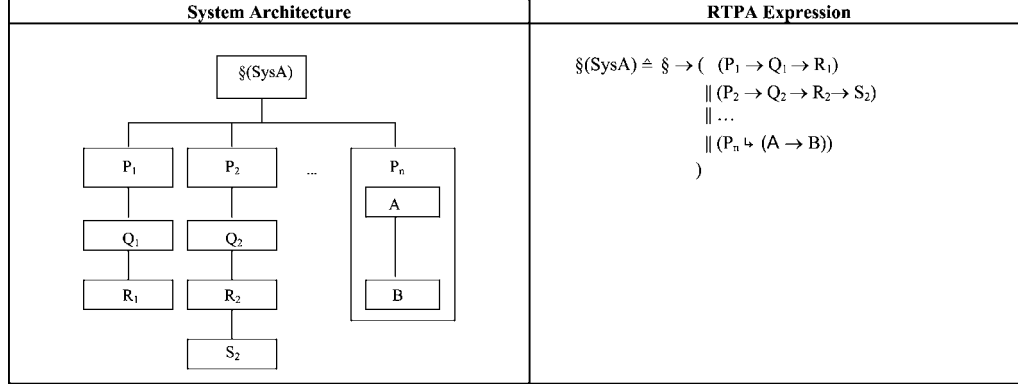 System Architecture
RTPA Expression
§(SysA)
P₁ P₂ ... Pₙ
A
Q₁ Q₂
R₁ R₂ B
S₂
§(SysA) ≙ § → ( (P₁ → Q₁ → R₁)
|| (P₂ → Q₂ → R₂→ S₂)
|| …
|| (Pₙ ↳ (A → B))
)